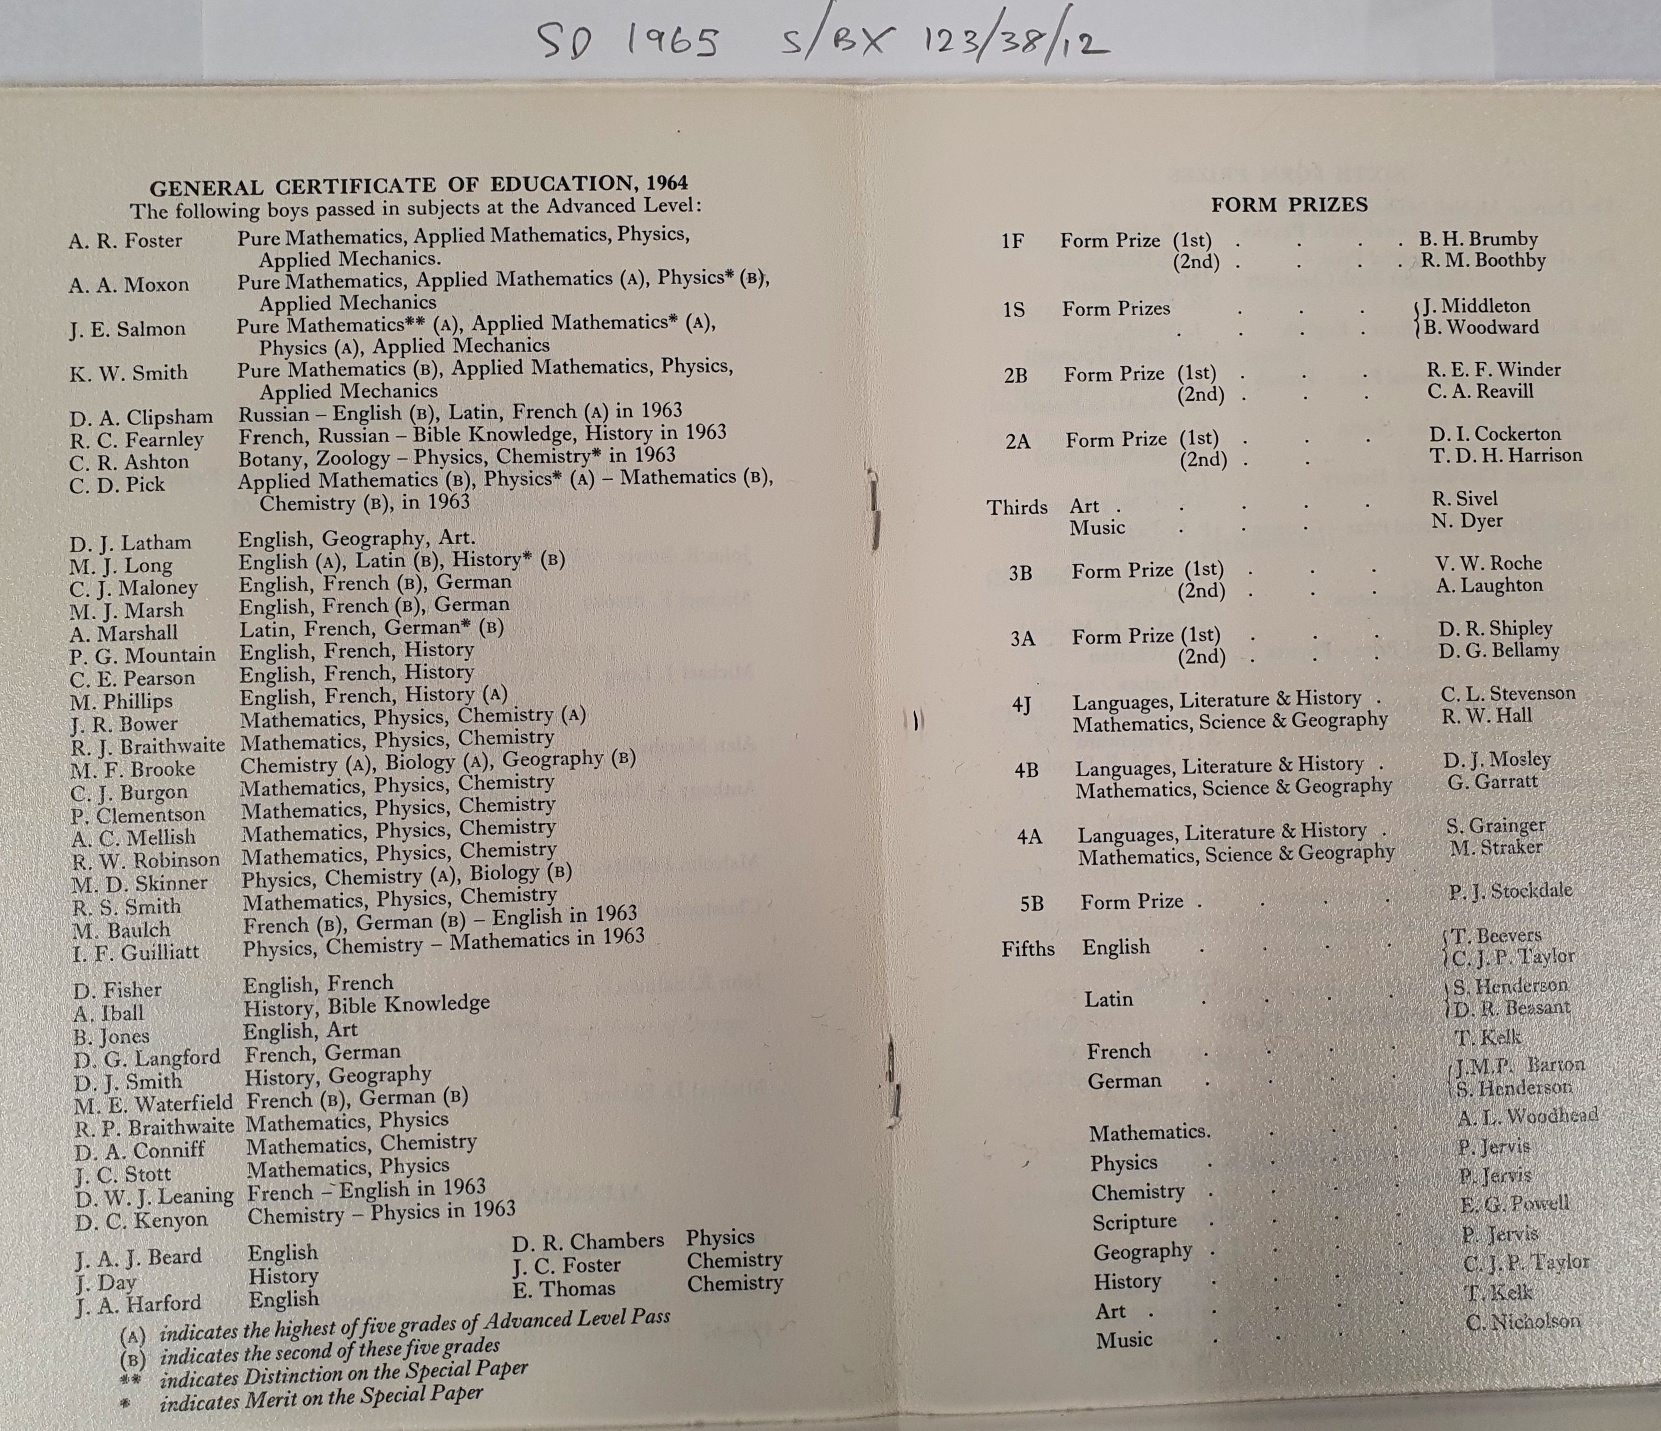 SD 1965 S/BX 123/38/12
GENERAL CERTIFICATE OF EDUCATION, 1964
The following boys passed in subjects at the Advanced Level:
A. R. Foster Pure Mathematics, Applied Mathematics, Physics,
Applied Mechanics.
A. A. Moxon Pure Mathematics, Applied Mathematics (A), Physics* (B),
Applied Mechanics
J. E. Salmon Pure Mathematics** (A), Applied Mathematics* (A),
Physics (A), Applied Mechanics
K. W. Smith Pure Mathematics (B), Applied Mathematics, Physics,
Applied Mechanics
D. A. Clipsham Russian – English (B), Latin, French (A) in 1963
R. C. Fearnley French, Russian – Bible Knowledge, History in 1963
C. R. Ashton Botany, Zoology – Physics, Chemistry* in 1963
C. D. Pick Applied Mathematics (B), Physics* (A) – Mathematics (B),
Chemistry (B), in 1963
D. J. Latham English, Geography, Art.
M. J. Long English (A), Latin (B), History* (B)
C. J. Maloney English, French (B), German
M. J. Marsh English, French (B), German
A. Marshall Latin, French, German* (B)
P. G. Mountain English, French, History
C. E. Pearson English, French, History
M. Phillips English, French, History (A)
J. R. Bower Mathematics, Physics, Chemistry (A)
R. J. Braithwaite Mathematics, Physics, Chemistry
M. F. Brooke Chemistry (A), Biology (A), Geography (B)
C. J. Burgon Mathematics, Physics, Chemistry
P. Clementson Mathematics, Physics, Chemistry
A. C. Mellish Mathematics, Physics, Chemistry
R. W. Robinson Mathematics, Physics, Chemistry
M. D. Skinner Physics, Chemistry (A), Biology (B)
R. S. Smith Mathematics, Physics, Chemistry
M. Baulch French (B), German (B) – English in 1963
I. F. Guilliatt Physics, Chemistry – Mathematics in 1963
D. Fisher English, French
A. Iball History, Bible Knowledge
B. Jones English, Art
D. G. Langford French, German
D. J. Smith History, Geography
M. E. Waterfield French (B), German (B)
R. P. Braithwaite Mathematics, Physics
D. A. Conniff Mathematics, Chemistry
J. C. Stott Mathematics, Physics
D. W. J. Leaning French – English in 1963
D. C. Kenyon Chemistry – Physics in 1963
J. A. J. Beard English D. R. Chambers Physics
J. Day History J. C. Foster Chemistry
J. A. Harford English E. Thomas Chemistry
(A) indicates the highest of five grades of Advanced Level Pass
(B) indicates the second of these five grades
** indicates Distinction on the Special Paper
* indicates Merit on the Special Paper
FORM PRIZES
1F Form Prize (1st) . . . . B. H. Brumby
(2nd) . . . . R. M. Boothby
1S Form Prizes . . . J. Middleton
. . . . B. Woodward
2B Form Prize (1st) . . . R. E. F. Winder
(2nd) . . . C. A. Reavill
2A Form Prize (1st) . . . D. I. Cockerton
(2nd) . . . T. D. H. Harrison
Thirds Art . . . . . R. Sivel
Music . . . . N. Dyer
3B Form Prize (1st) . . . V. W. Roche
(2nd) . . . A. Laughton
3A Form Prize (1st) . . . D. R. Shipley
(2nd) . . . D. G. Bellamy
4J Languages, Literature & History . C. L. Stevenson
Mathematics, Science & Geography R. W. Hall
4B Languages, Literature & History . D. J. Mosley
Mathematics, Science & Geography G. Garratt
4A Languages, Literature & History . S. Grainger
Mathematics, Science & Geography M. Straker
5B Form Prize . . . . P. J. Stockdale
Fifths English . . . T. Beevers
C. J. P. Taylor
Latin . . . . S. Henderson
D. R. Beasant
French . . . . T. Kelk
German . . . . J.M.P. Barton
S. Henderson
Mathematics. . . . A. L. Woodhead
Physics . . . . P. Jervis
Chemistry . . . . P. Jervis
Scripture . . . . E. G. Powell
Geography . . . . P. Jervis
History . . . . C. J. P. Taylor
Art . . . . . T. Kelk
Music . . . . C. Nicholson